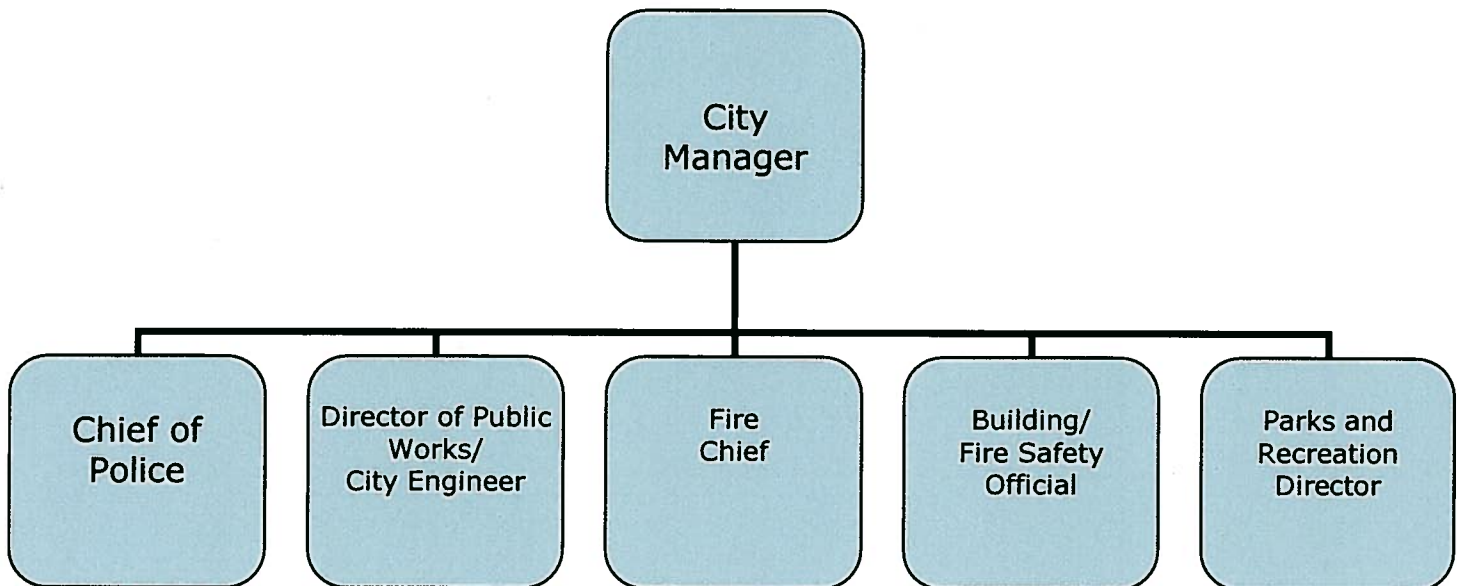 City
Manager
Chief of
Police
Director of Public
Works/
City Engineer
Fire
Chief
Building/
Fire Safety
Official
Parks and
Recreation
Director